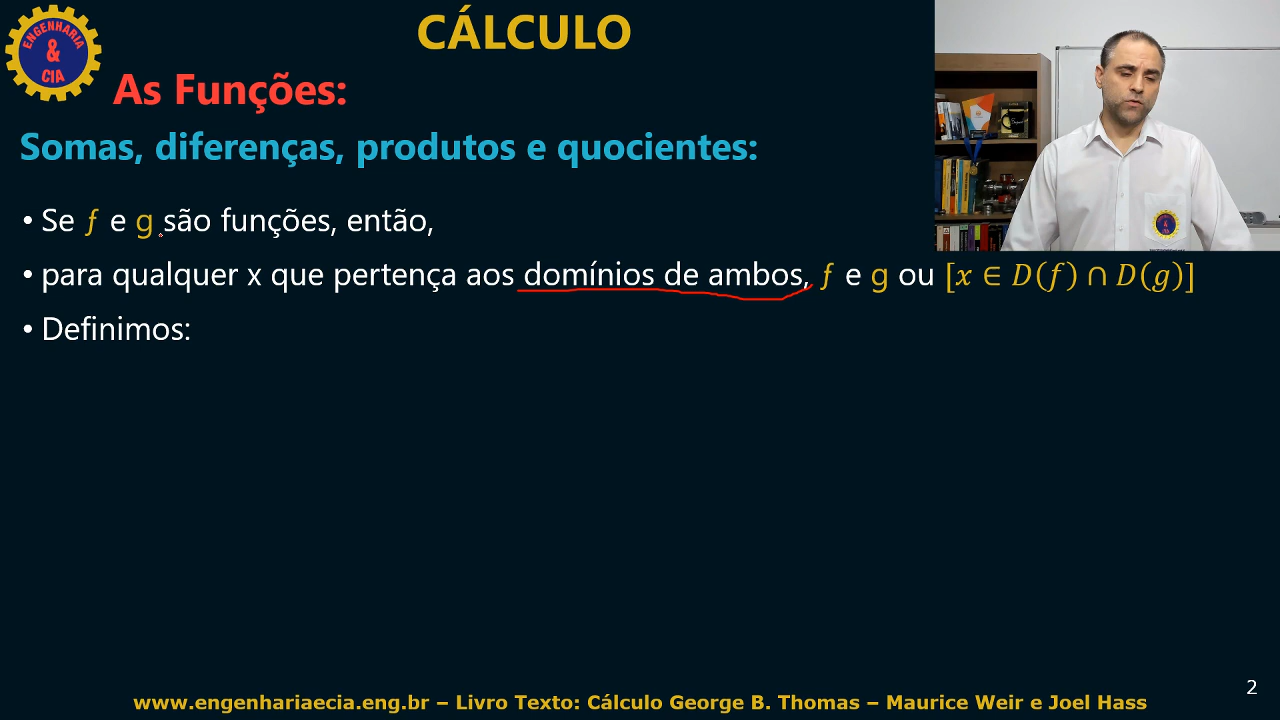 CÁLCULO
ENGENHARIA
&
CIA
As Funções:
Somas, diferenças, produtos e quocientes:
• Se f e g são funções, então,
• para qualquer x que pertença aos domínios de ambos, f e g ou [x ∈ D(f) ∩ D(g)]
• Definimos:
2
www.engenhariaecia.eng.br – Livro Texto: Cálculo George B. Thomas – Maurice Weir e Joel Hass